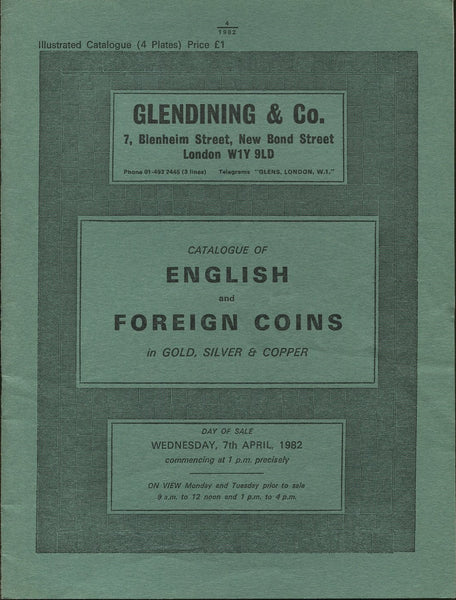 4
1982
Illustrated Catalogue (4 Plates) Price £1
GLENDINING & Co.
7, Blenheim Street, New Bond Street
London W1Y 9LD
Phone 01-493 2445 (3 lines) Telegrams "GLENS, LONDON, W.1."
CATALOGUE OF
ENGLISH
and
FOREIGN COINS
in GOLD, SILVER & COPPER
DAY OF SALE
WEDNESDAY, 7th APRIL, 1982
commencing at 1 p.m. precisely
ON VIEW Monday and Tuesday prior to sale
9 a.m. to 12 noon and 1 p.m. to 4 p.m.